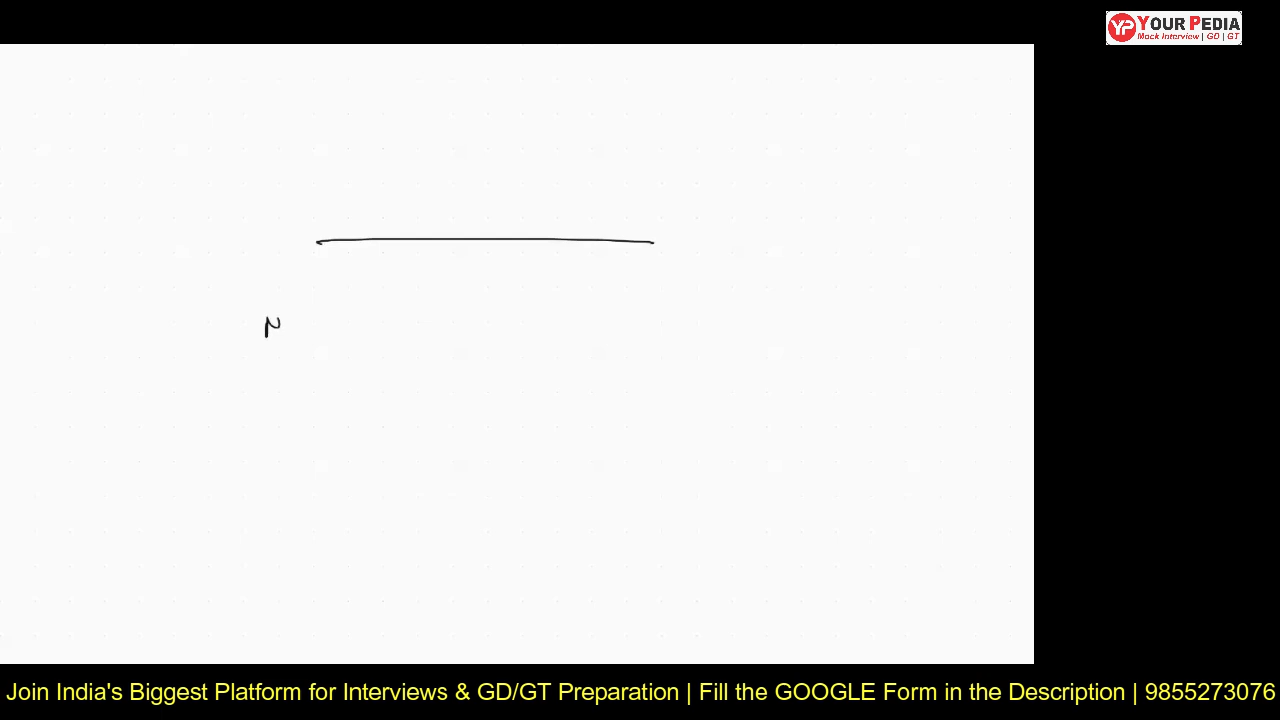 YP YOUR PEDIA
Mock Interview | GD | GT
Join India's Biggest Platform for Interviews & GD/GT Preparation | Fill the GOOGLE Form in the Description | 9855273076